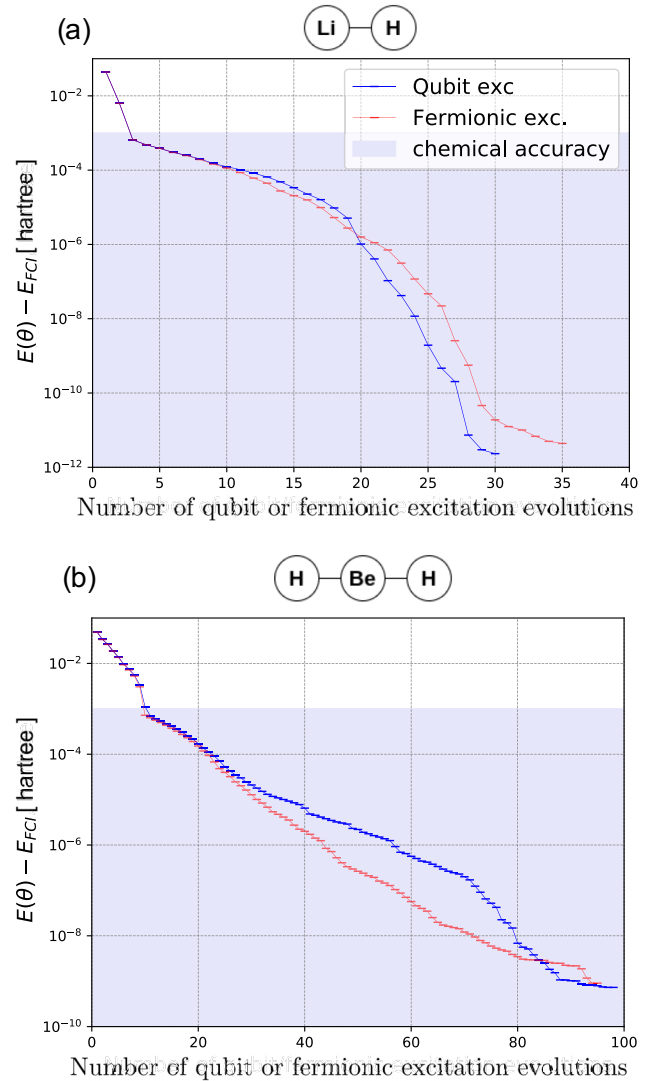 (a)
Li H
Qubit exc
Fermionic exc.
chemical accuracy
10⁻²
10⁻⁴
10⁻⁶
10⁻⁸
10⁻¹⁰
10⁻¹²
E(θ) − E_FCI [ hartree ]
0 5 10 15 20 25 30 35 40
Number of qubit or fermionic excitation evolutions
(b)
H Be H
10⁻²
10⁻⁴
10⁻⁶
10⁻⁸
10⁻¹⁰
E(θ) − E_FCI [ hartree ]
0 20 40 60 80 100
Number of qubit or fermionic excitation evolutions